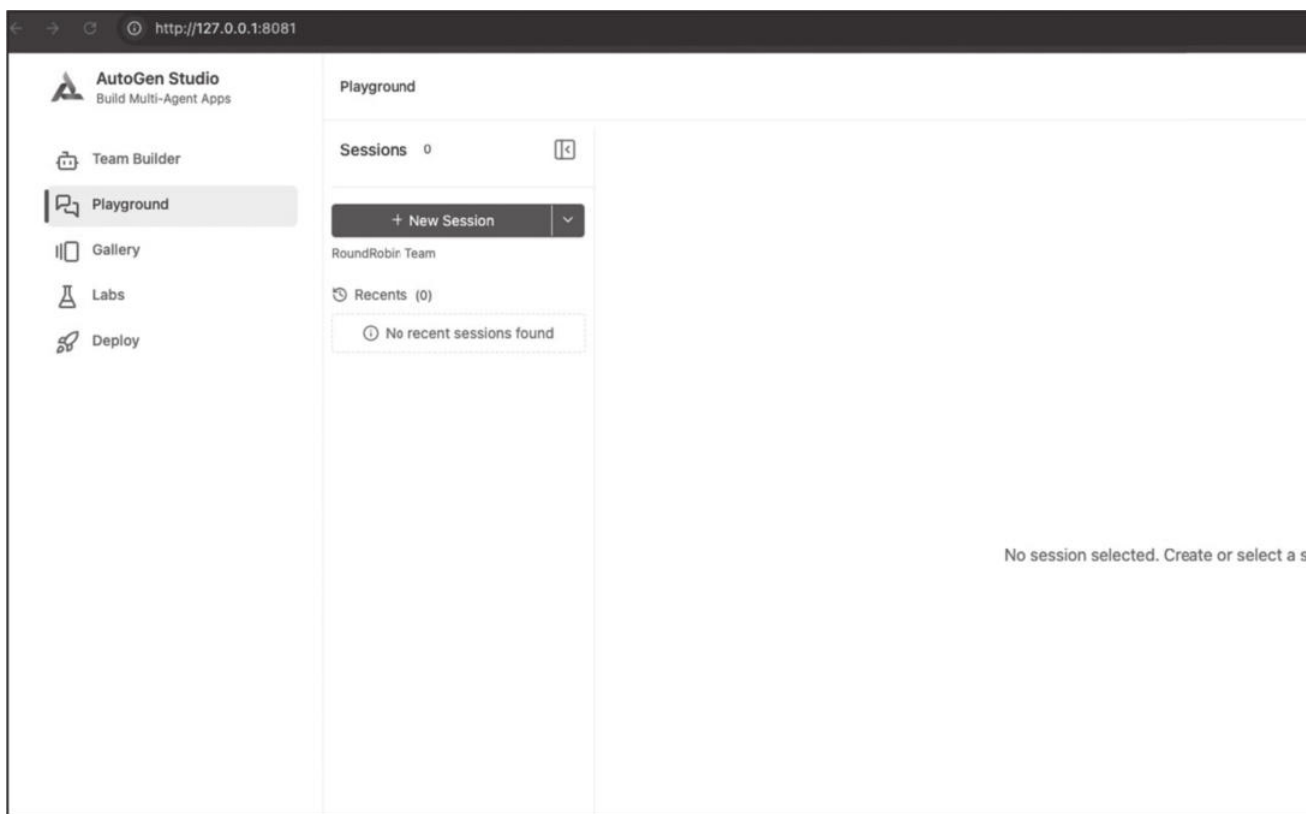 http://127.0.0.1:8081
AutoGen Studio
Build Multi-Agent Apps
Team Builder
Playground
Gallery
Labs
Deploy
Playground
Sessions 0
+ New Session
RoundRobin Team
Recents (0)
No recent sessions found
No session selected. Create or select a s